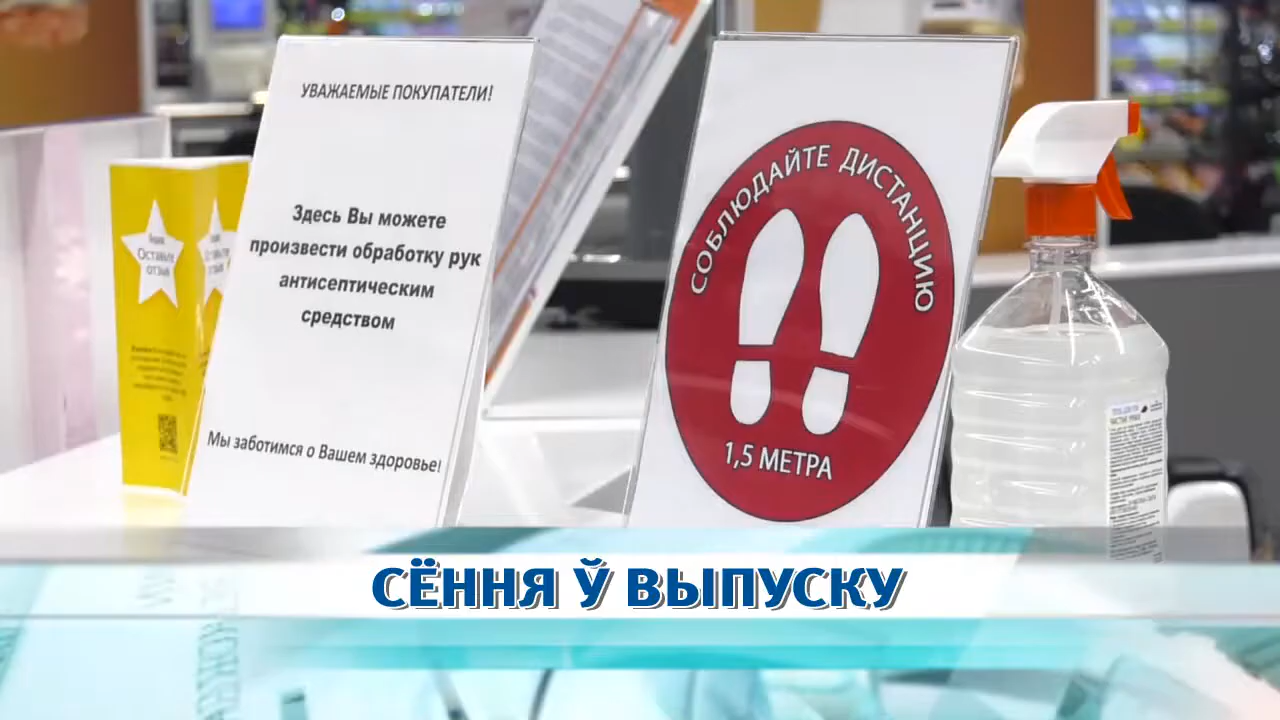 УВАЖАЕМЫЕ ПОКУПАТЕЛИ!
Здесь Вы можете
произвести обработку рук
антисептическим
средством
Мы заботимся о Вашем здоровье!
СОБЛЮДАЙТЕ ДИСТАНЦИЮ
1,5 МЕТРА
Оставьте
отзыв
СЁННЯ Ў ВЫПУСКУ